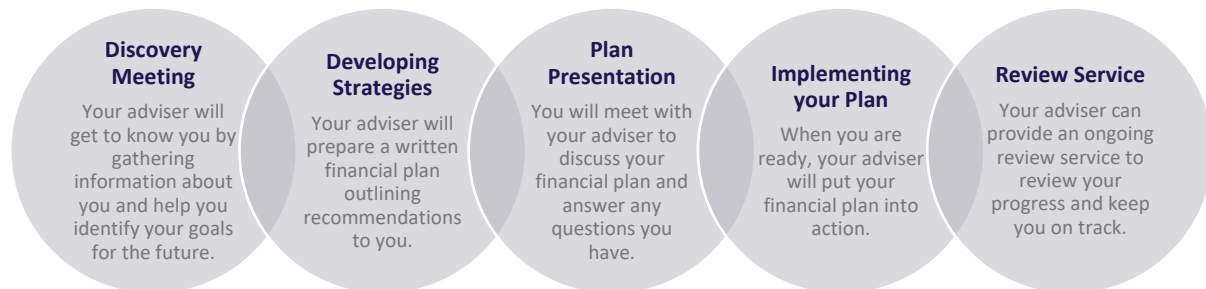 Discovery
Meeting
Your adviser will
get to know you by
gathering
information about
you and help you
identify your goals
for the future.
Developing
Strategies
Your adviser will
prepare a written
financial plan
outlining
recommendations
to you.
Plan
Presentation
You will meet with
your adviser to
discuss your
financial plan and
answer any
questions you
have.
Implementing
your Plan
When you are
ready, your adviser
will put your
financial plan into
action.
Review Service
Your adviser can
provide an ongoing
review service to
review your
progress and keep
you on track.